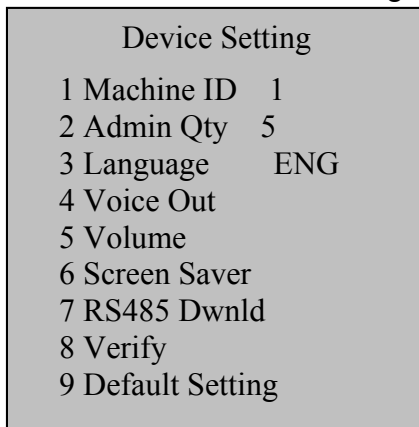 Device Setting
1 Machine ID 1
2 Admin Qty 5
3 Language ENG
4 Voice Out
5 Volume
6 Screen Saver
7 RS485 Dwnld
8 Verify
9 Default Setting